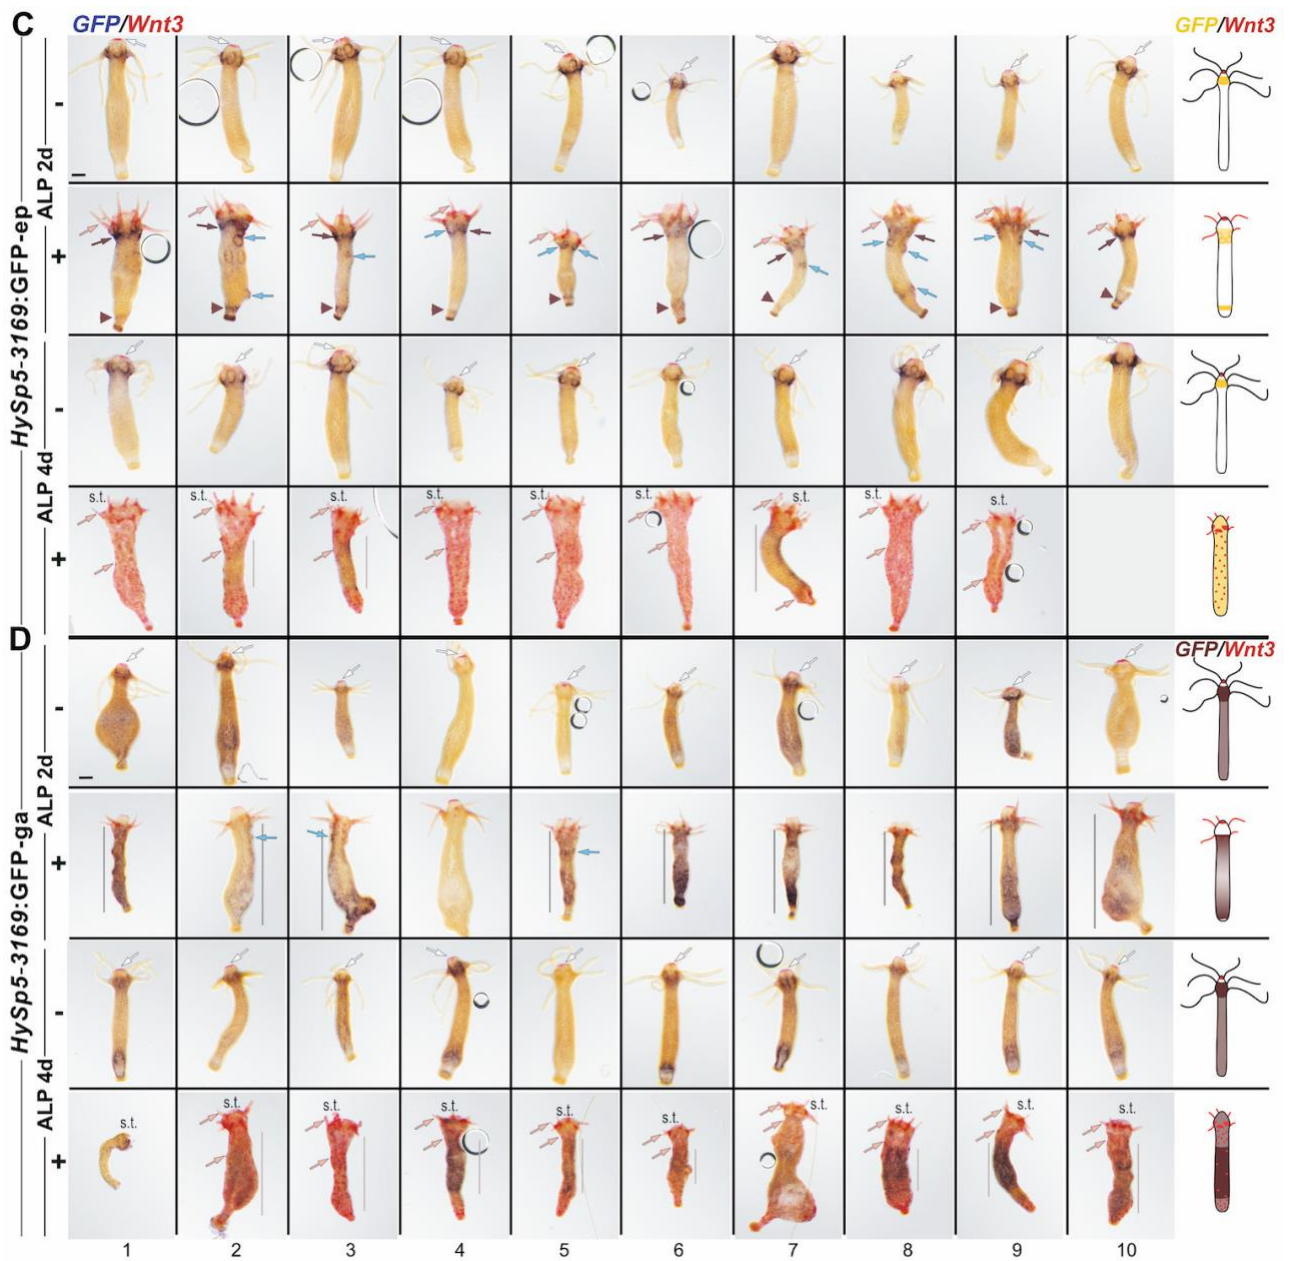 C
GFP/Wnt3
GFP/Wnt3
HySp5-3169:GFP-ep
ALP 2d
-
+
ALP 4d
-
+
s.t. s.t. s.t. s.t. s.t. s.t. s.t. s.t. s.t.
D
GFP/Wnt3
HySp5-3169:GFP-ga
ALP 2d
-
+
ALP 4d
-
+
s.t. s.t. s.t. s.t. s.t. s.t. s.t. s.t. s.t. s.t.
1 2 3 4 5 6 7 8 9 10